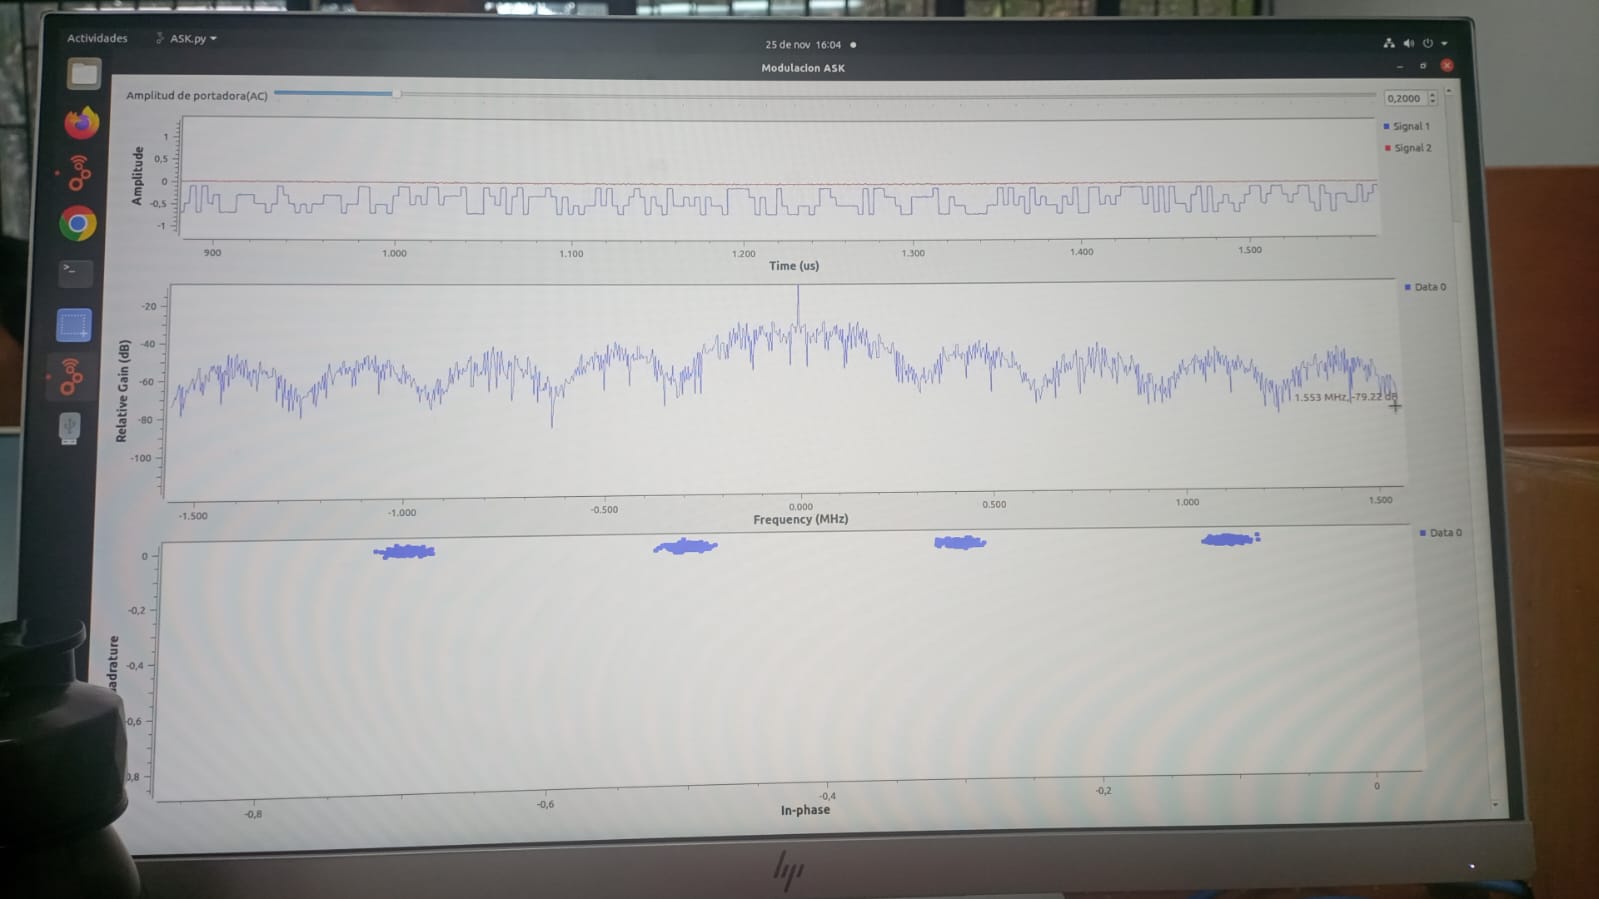 Actividades
ASK.py
25 de nov 16:04
Modulacion ASK
Amplitud de portadora(AC)
0,2000
Signal 1
Signal 2
Amplitude
1
0,5
0
-0,5
-1
900
1.000
1.100
1.200
1.300
1.400
1.500
Time (us)
Data 0
Relative Gain (dB)
-20
-40
-60
-80
-100
1.553 MHz, -79.22 dB
-1.500
-1.000
-0.500
0.000
0.500
1.000
1.500
Frequency (MHz)
Data 0
adrature
0
-0,2
-0,4
-0,6
0,8
-0,8
-0,6
-0,4
-0,2
0
In-phase
hp